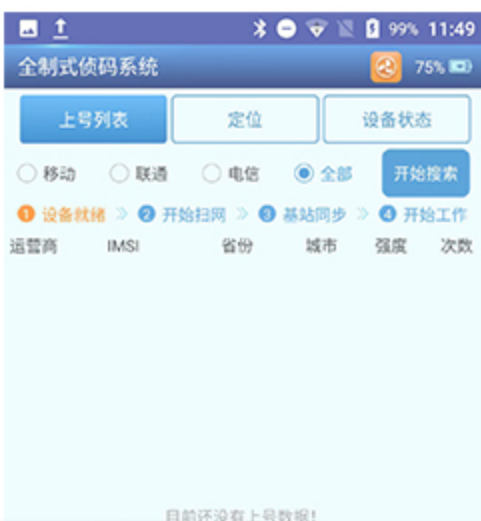 99% 11:49
全制式侦码系统 75%
上号列表 定位 设备状态
移动 联通 电信 全部 开始搜索
1 设备就绪 » 2 开始扫网 » 3 基站同步 » 4 开始工作
运营商 IMSI 省份 城市 强度 次数
目前还没有上号数据!